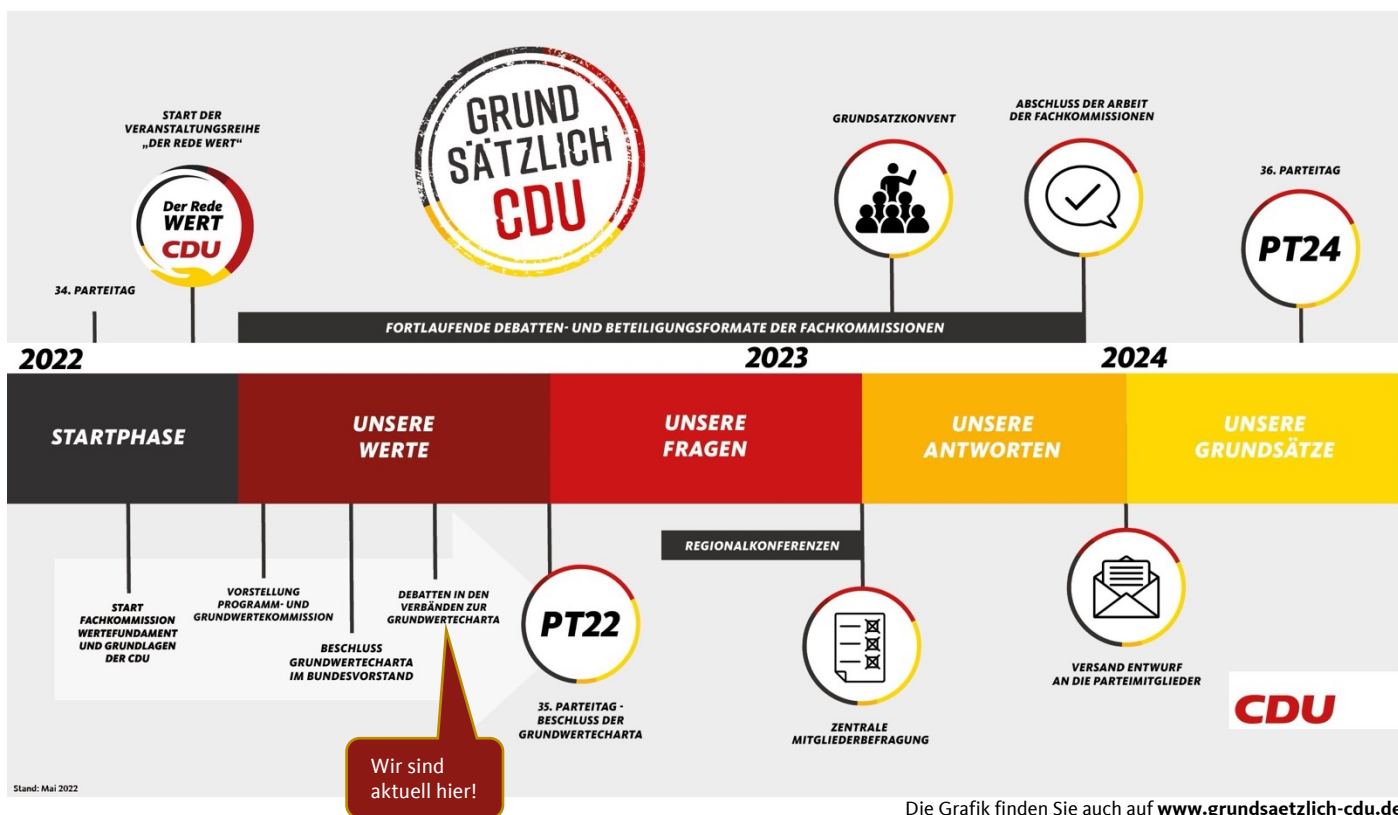 START DER
VERANSTALTUNGSREIHE
„DER REDE WERT“
Der Rede
WERT
CDU
GRUND
SÄTZLICH
CDU
GRUNDSATZKONVENT
ABSCHLUSS DER ARBEIT
DER FACHKOMMISSIONEN
36. PARTEITAG
PT24
34. PARTEITAG
FORTLAUFENDE DEBATTEN- UND BETEILIGUNGSFORMATE DER FACHKOMMISSIONEN
2022
2023
2024
STARTPHASE
UNSERE
WERTE
UNSERE
FRAGEN
UNSERE
ANTWORTEN
UNSERE
GRUNDSÄTZE
START
FACHKOMMISSION
WERTEFUNDAMENT
UND GRUNDLAGEN
DER CDU
VORSTELLUNG
PROGRAMM- UND
GRUNDWERTEKOMMISSION
BESCHLUSS
GRUNDWERTECHARTA
IM BUNDESVORSTAND
DEBATTEN IN DEN
VERBÄNDEN ZUR
GRUNDWERTECHARTA
Wir sind
aktuell hier!
PT22
35. PARTEITAG -
BESCHLUSS DER
GRUNDWERTECHARTA
REGIONALKONFERENZEN
ZENTRALE
MITGLIEDERBEFRAGUNG
VERSAND ENTWURF
AN DIE PARTEIMITGLIEDER
CDU
Stand: Mai 2022
Die Grafik finden Sie auch auf www.grundsaetzlich-cdu.de